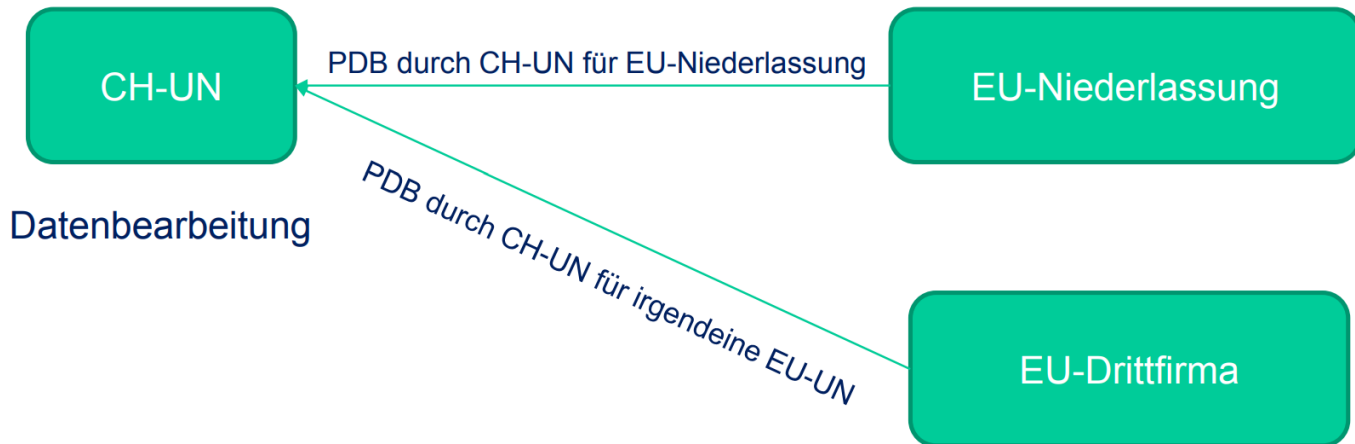 CH-UN
PDB durch CH-UN für EU-Niederlassung
EU-Niederlassung
Datenbearbeitung
PDB durch CH-UN für irgendeine EU-UN
EU-Drittfirma